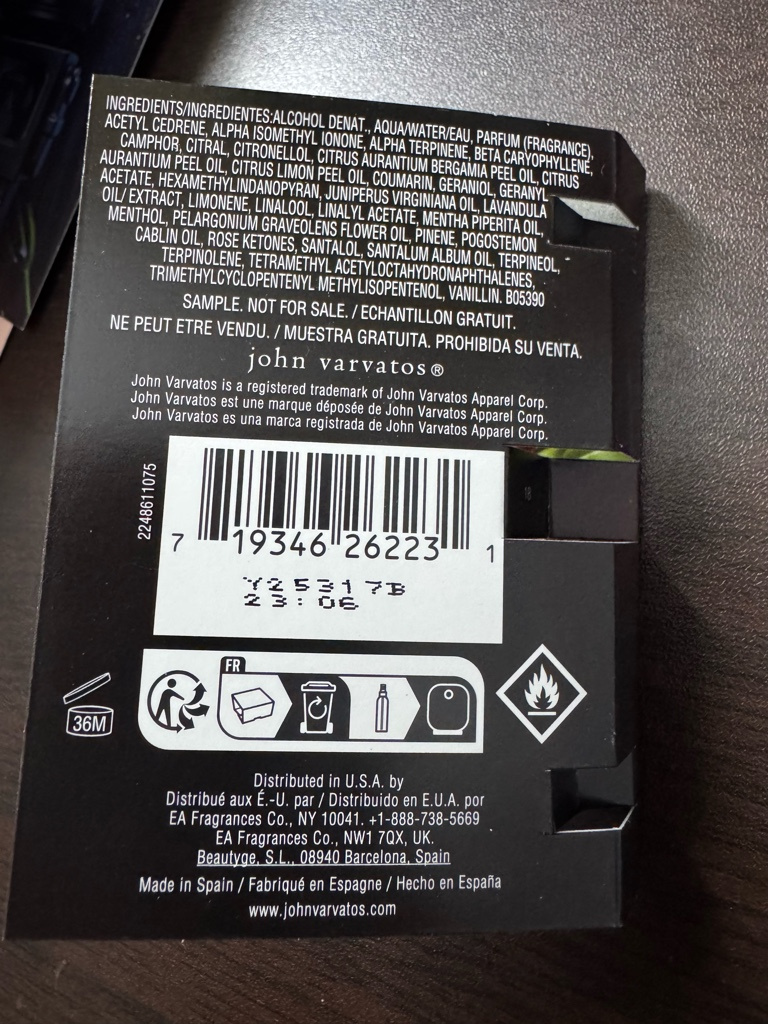 INGREDIENTS/INGREDIENTES:ALCOHOL DENAT., AQUA/WATER/EAU, PARFUM (FRAGRANCE),
ACETYL CEDRENE, ALPHA ISOMETHYL IONONE, ALPHA TERPINENE, BETA CARYOPHYLLENE,
CAMPHOR, CITRAL, CITRONELLOL, CITRUS AURANTIUM BERGAMIA PEEL OIL, CITRUS
AURANTIUM PEEL OIL, CITRUS LIMON PEEL OIL, COUMARIN, GERANIOL, GERANYL
ACETATE, HEXAMETHYLINDANOPYRAN, JUNIPERUS VIRGINIANA OIL, LAVANDULA
OIL/ EXTRACT, LIMONENE, LINALOOL, LINALYL ACETATE, MENTHA PIPERITA OIL,
MENTHOL, PELARGONIUM GRAVEOLENS FLOWER OIL, PINENE, POGOSTEMON
CABLIN OIL, ROSE KETONES, SANTALOL, SANTALUM ALBUM OIL, TERPINEOL,
TERPINOLENE, TETRAMETHYL ACETYLOCTAHYDRONAPHTHALENES,
TRIMETHYLCYCLOPENTENYL METHYLISOPENTENOL, VANILLIN. B05390
SAMPLE. NOT FOR SALE. / ECHANTILLON GRATUIT.
NE PEUT ETRE VENDU. / MUESTRA GRATUITA. PROHIBIDA SU VENTA.
john varvatos®
John Varvatos is a registered trademark of John Varvatos Apparel Corp.
John Varvatos est une marque déposée de John Varvatos Apparel Corp.
John Varvatos es una marca registrada de John Varvatos Apparel Corp.
2248611075
7 19346 26223 1
Y25317B
23:06
FR
36M
Distributed in U.S.A. by
Distribué aux É.-U. par / Distribuido en E.U.A. por
EA Fragrances Co., NY 10041. +1-888-738-5669
EA Fragrances Co., NW1 7QX, UK.
Beautyge, S.L., 08940 Barcelona, Spain
Made in Spain / Fabriqué en Espagne / Hecho en España
www.johnvarvatos.com